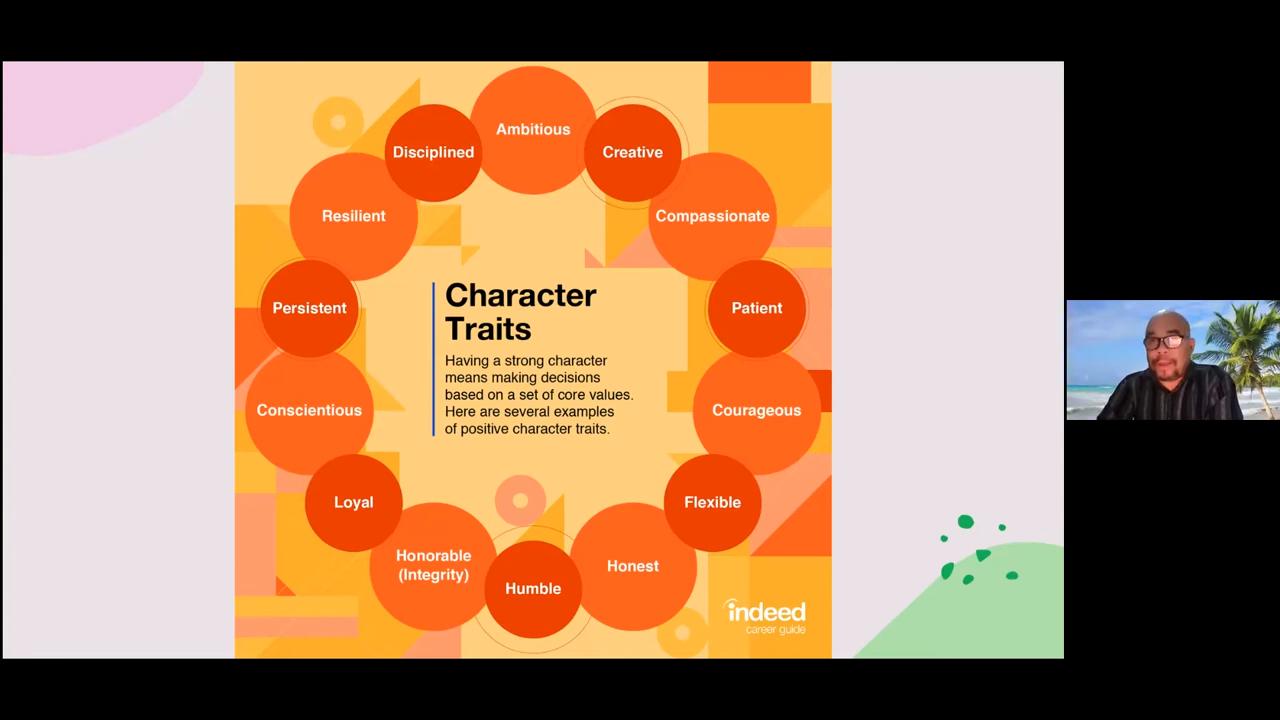 Ambitious
Creative
Compassionate
Patient
Courageous
Flexible
Honest
Humble
Honorable
(Integrity)
Loyal
Conscientious
Persistent
Resilient
Disciplined
Character
Traits
Having a strong character
means making decisions
based on a set of core values.
Here are several examples
of positive character traits.
indeed
career guide